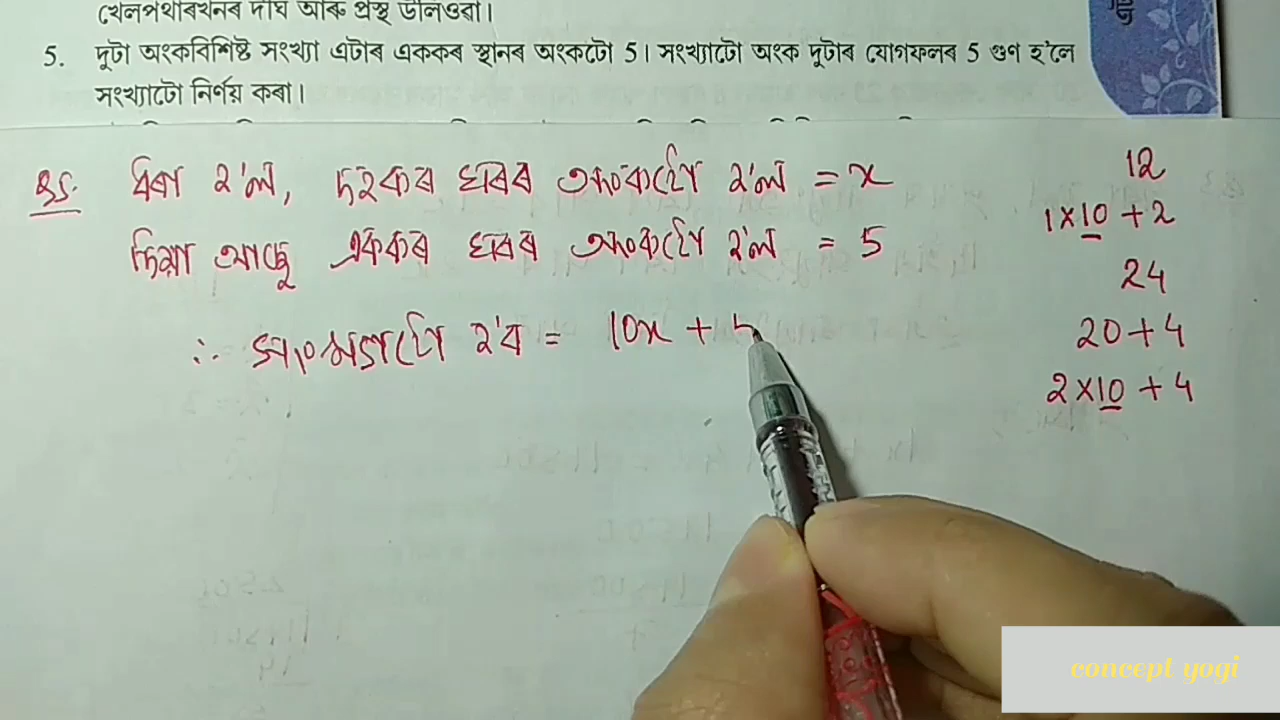 খেলপথাৰখনৰ দীঘ আৰু প্ৰস্থ উলিওৱা।
5. দুটা অংকবিশিষ্ট সংখ্যা এটাৰ এককৰ স্থানৰ অংকটো 5। সংখ্যাটো অংক দুটাৰ যোগফলৰ 5 গুণ হ'লে
সংখ্যাটো নিৰ্ণয় কৰা।
ধৰা হ'ল, দহকৰ ঘৰৰ অংকটো হ'ল = x
দিয়া আছে এককৰ ঘৰৰ অংকটো হ'ল = 5
∴ সংখ্যাটো হ'ব = 10x + 5
12
1×10 + 2
24
20 + 4
2×10 + 4
concept yogi